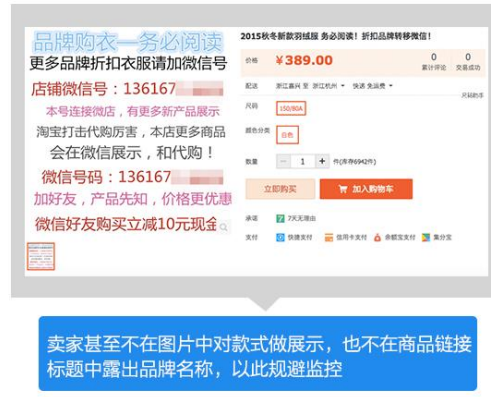 品牌购衣—务必阅读
更多品牌折扣衣服请加微信号
店铺微信号：136167
本号连接微店，有更多新产品展示
淘宝打击代购厉害，本店更多商品
会在微信展示，和代购！
微信号码：136167
加好友，产品先知，价格更优惠
微信好友购买立减10元现金
2015秋冬新款羽绒服 务必阅读！折扣品牌转移微信！
价格 ¥389.00 0 累计评论 0 交易成功
配送 浙江嘉兴 至 浙江杭州 快递 免运费
尺码助手
尺码 150/80A
颜色分类 白色
数量 1 件(库存6942件)
立即购买 加入购物车
承诺 7 7天无理由
支付 快捷支付 信用卡支付 余额宝支付 集分宝
卖家甚至不在图片中对款式做展示，也不在商品链接
标题中露出品牌名称，以此规避监控